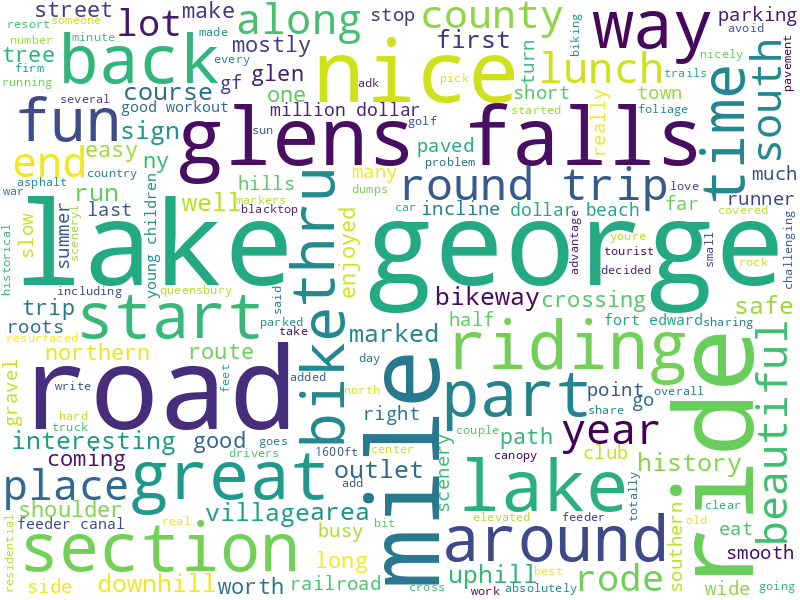 street
lot
along
county
way
parking
resort
someone
number
make
stop
avoid
minute
made
mostly
first
nicely
biking
tree
back
nice
lunch
turn
every
glen
pick
trails
firm
gf
adk
running
course
one
short
town
pavement
several
good workout
million dollar
started
foliage
fun
sign
glens falls
sun
golf
really
time
south
easy
paved
problem
end
ny
many
round trip
country
dumps
love
much
war
run
hills
asphalt
markers
well
car
incline
dollar beach
far
runner
last
blacktop
covered
slow
summer
sceneryl
young children
thru
enjoyed
lake george
advantage
youre
tourist
small
challenging
historical
decided
rock
including
queensbury
said
bikeway
crossing
safe
trip
start
roots
parked
half
fort edward
sharing
resurfaced
take
marked
northern
route
riding
beautiful
gravel
road
bike
mile
ride
day
write
added
feet
north
part
point
go
overall
hard
truck
right
share
year
interesting
good
goes
couple
path
drivers
1600ft
center
scenery
canopy
club
coming
great
outlet
history
place
add
lake
totally
clear
shoulder
villagearea
elevated
feeder
southern
old
eat
feeder canal
real
bit
busy
around
smooth
residential
section
long
side
downhill
worth
railroad
cross
uphill
best
work
absolutely
rode
wide
going